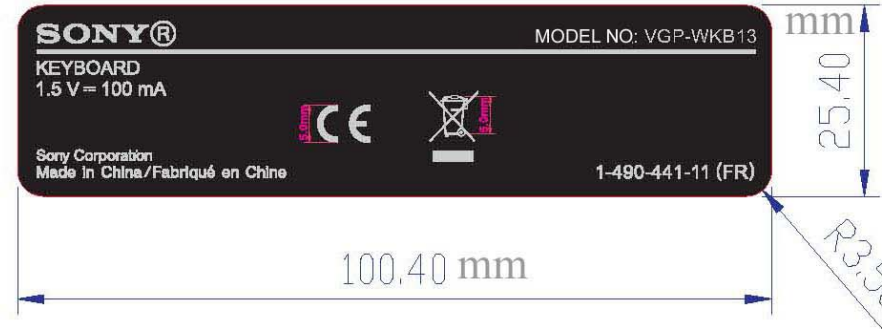 SONY®
MODEL NO: VGP-WKB13
mm
25.40
KEYBOARD
1.5 V⎓ 100 mA
5.0mm
CE
5.0mm
Sony Corporation
Made in China/Fabriqué en Chine
1-490-441-11 (FR)
100.40 mm